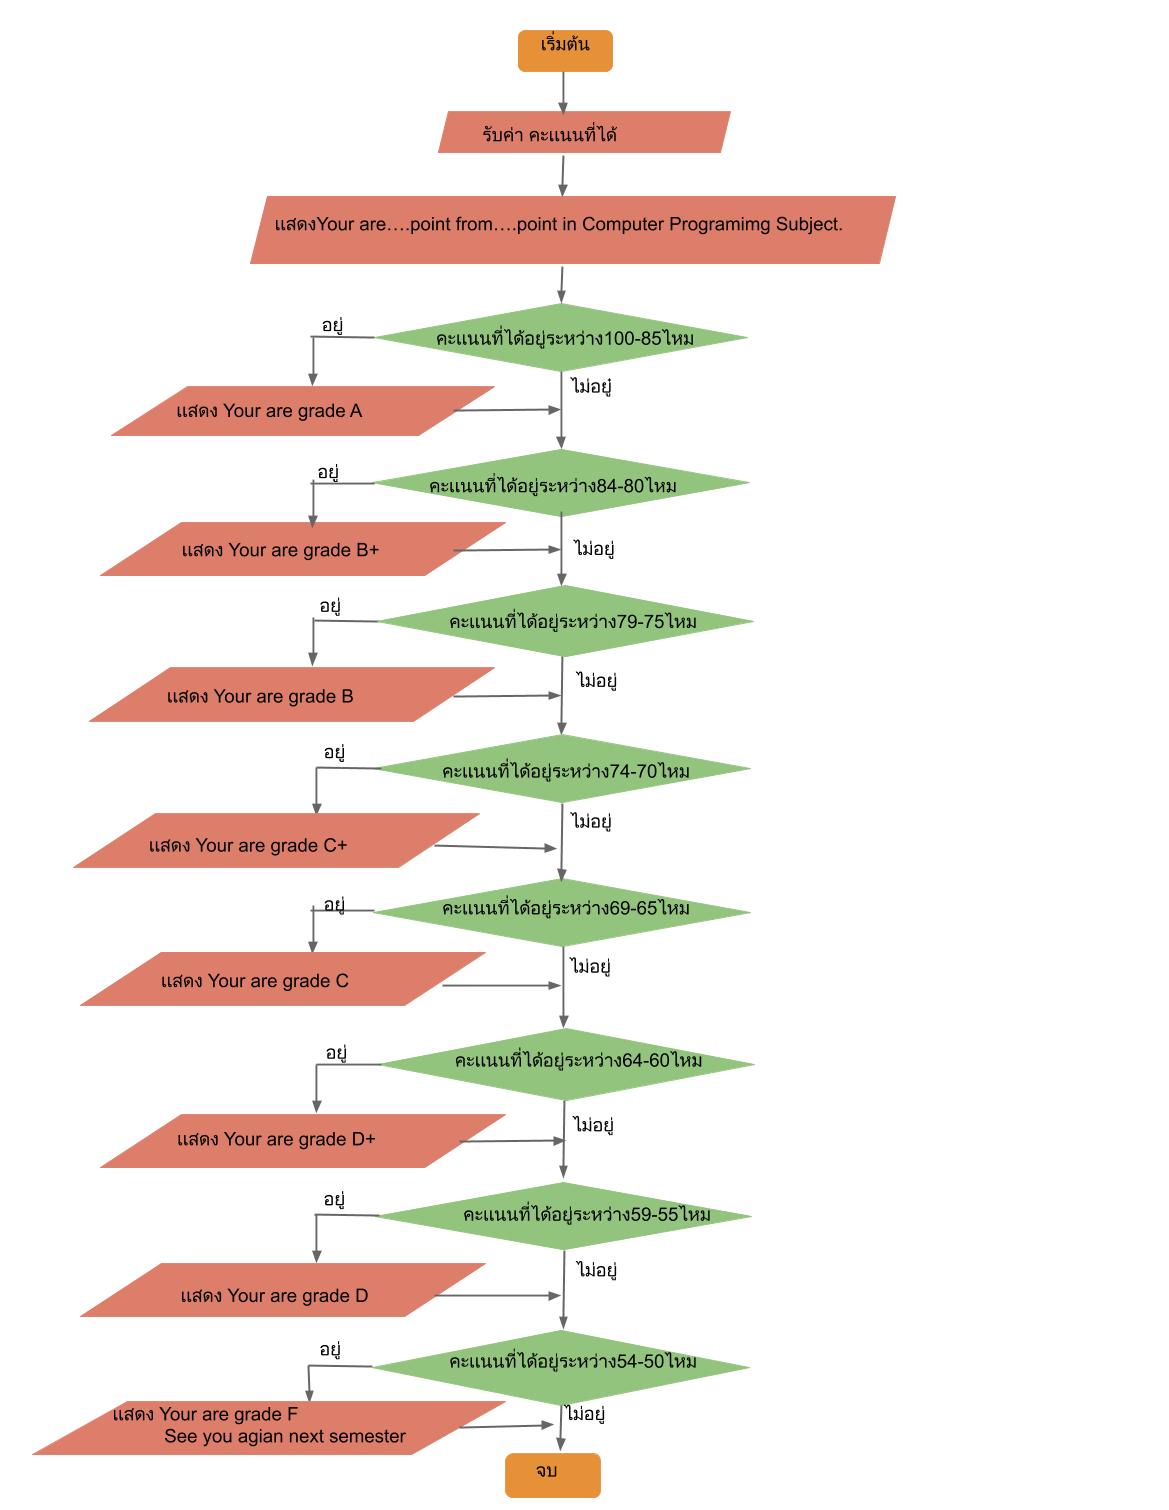 เริ่มต้น
รับค่า คะแนนที่ได้
แสดงYour are….point from….point in Computer Programimg Subject.
อยู่
คะแนนที่ได้อยู่ระหว่าง100-85ไหม
ไม่อยู่
แสดง Your are grade A
อยู่
คะแนนที่ได้อยู่ระหว่าง84-80ไหม
แสดง Your are grade B+
ไม่อยู่
อยู่
คะแนนที่ได้อยู่ระหว่าง79-75ไหม
ไม่อยู่
แสดง Your are grade B
อยู่
คะแนนที่ได้อยู่ระหว่าง74-70ไหม
ไม่อยู่
แสดง Your are grade C+
อยู่
คะแนนที่ได้อยู่ระหว่าง69-65ไหม
ไม่อยู่
แสดง Your are grade C
อยู่
คะแนนที่ได้อยู่ระหว่าง64-60ไหม
ไม่อยู่
แสดง Your are grade D+
อยู่
คะแนนที่ได้อยู่ระหว่าง59-55ไหม
ไม่อยู่
แสดง Your are grade D
อยู่
คะแนนที่ได้อยู่ระหว่าง54-50ไหม
ไม่อยู่
แสดง Your are grade F
See you agian next semester
จบ